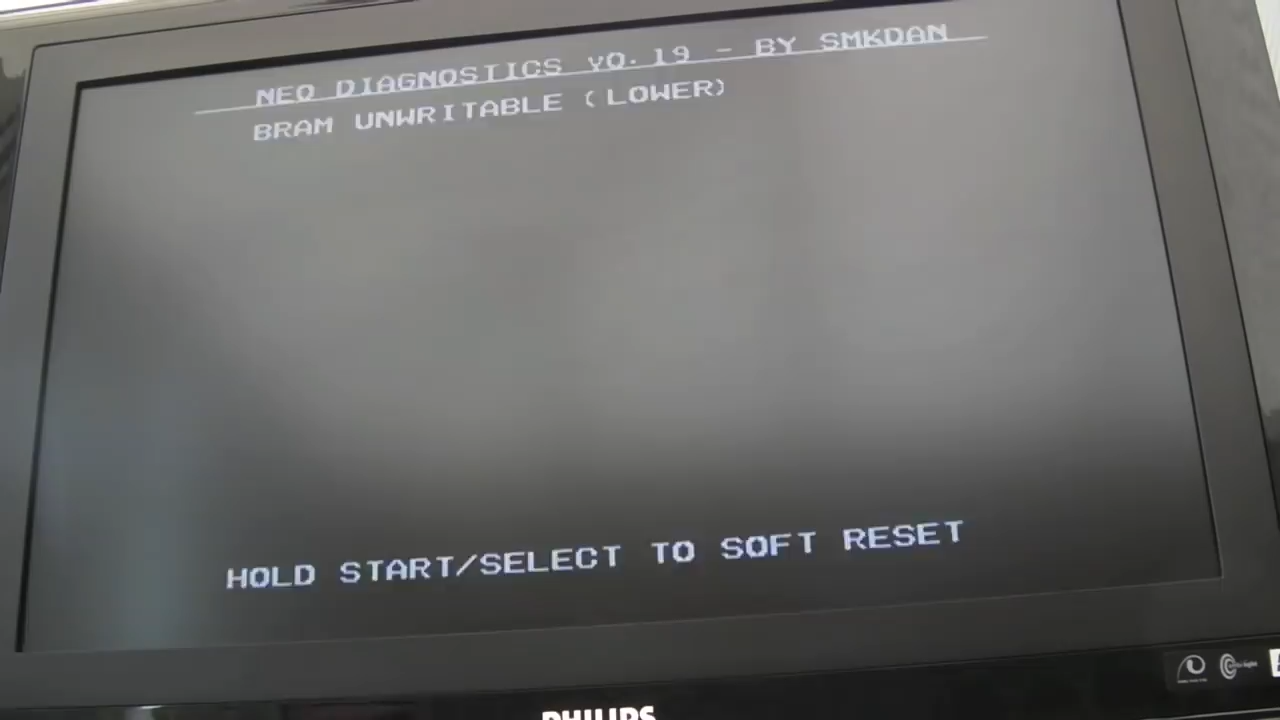 NEO DIAGNOSTICS v0.19 - BY SMKDAN
BRAM UNWRITABLE (LOWER)
HOLD START/SELECT TO SOFT RESET
PHILIPS